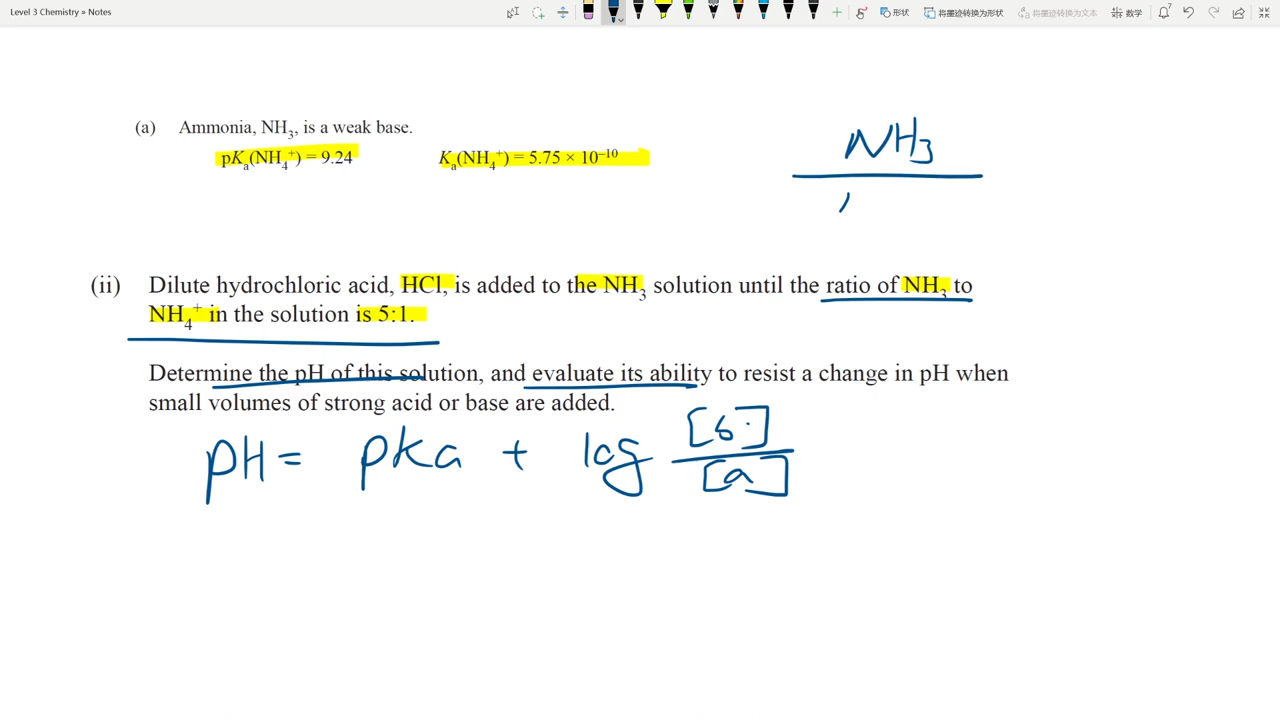 Level 3 Chemistry » Notes
形状 将墨迹转换为形状 将墨迹转换为文本 数学 7
(a) Ammonia, NH₃, is a weak base.
pKₐ(NH₄⁺) = 9.24 Kₐ(NH₄⁺) = 5.75 × 10⁻¹⁰
NH₃
(ii) Dilute hydrochloric acid, HCl, is added to the NH₃ solution until the ratio of NH₃ to
NH₄⁺ in the solution is 5:1.
Determine the pH of this solution, and evaluate its ability to resist a change in pH when
small volumes of strong acid or base are added.
pH = pKa + log [b] / [a]